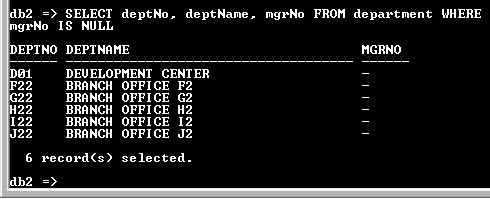 db2 => SELECT deptNo, deptName, mgrNo FROM department WHERE
mgrNo IS NULL
DEPTNO DEPTNAME MGRNO
------ ------------------------------------ ------
D01 DEVELOPMENT CENTER -
F22 BRANCH OFFICE F2 -
G22 BRANCH OFFICE G2 -
H22 BRANCH OFFICE H2 -
I22 BRANCH OFFICE I2 -
J22 BRANCH OFFICE J2 -
6 record(s) selected.
db2 =>